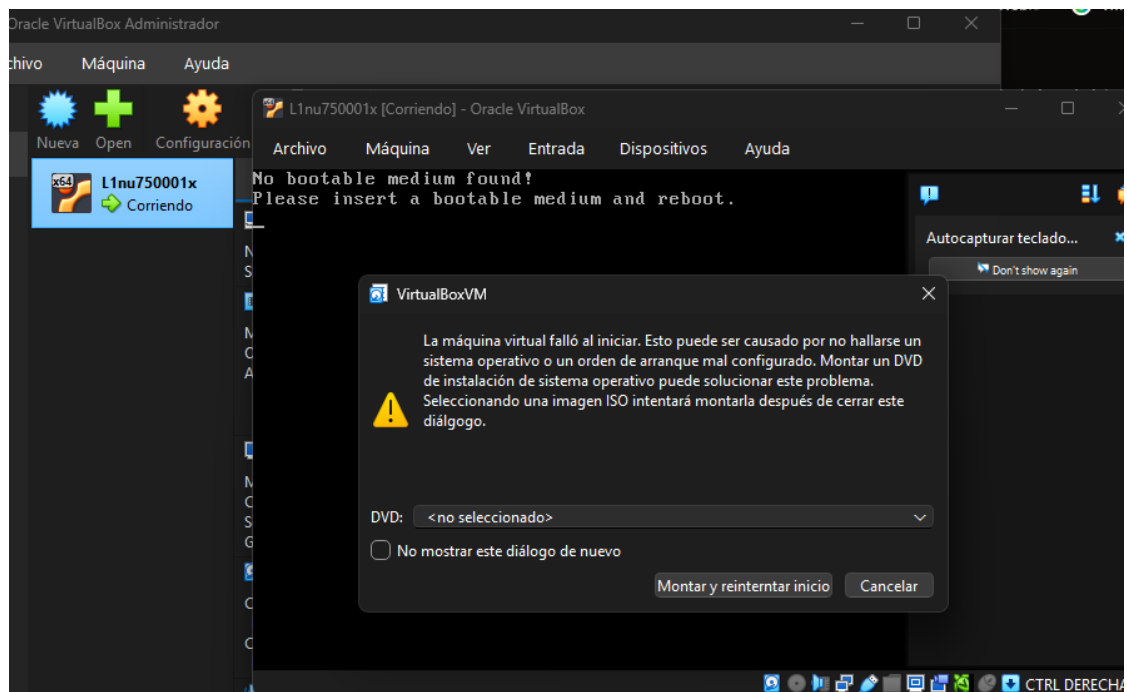 Oracle VirtualBox Administrador
chivo Máquina Ayuda
Nueva Open Configuración
x64
L1nu750001x
Corriendo
L1nu750001x [Corriendo] - Oracle VirtualBox
Archivo Máquina Ver Entrada Dispositivos Ayuda
No bootable medium found!
Please insert a bootable medium and reboot.
Autocapturar teclado...
Don't show again
VirtualBoxVM
La máquina virtual falló al iniciar. Esto puede ser causado por no hallarse un
sistema operativo o un orden de arranque mal configurado. Montar un DVD
de instalación de sistema operativo puede solucionar este problema.
Seleccionando una imagen ISO intentará montarla después de cerrar este
diálgogo.
DVD: <no seleccionado>
No mostrar este diálogo de nuevo
Montar y reinterntar inicio Cancelar
CTRL DERECHA